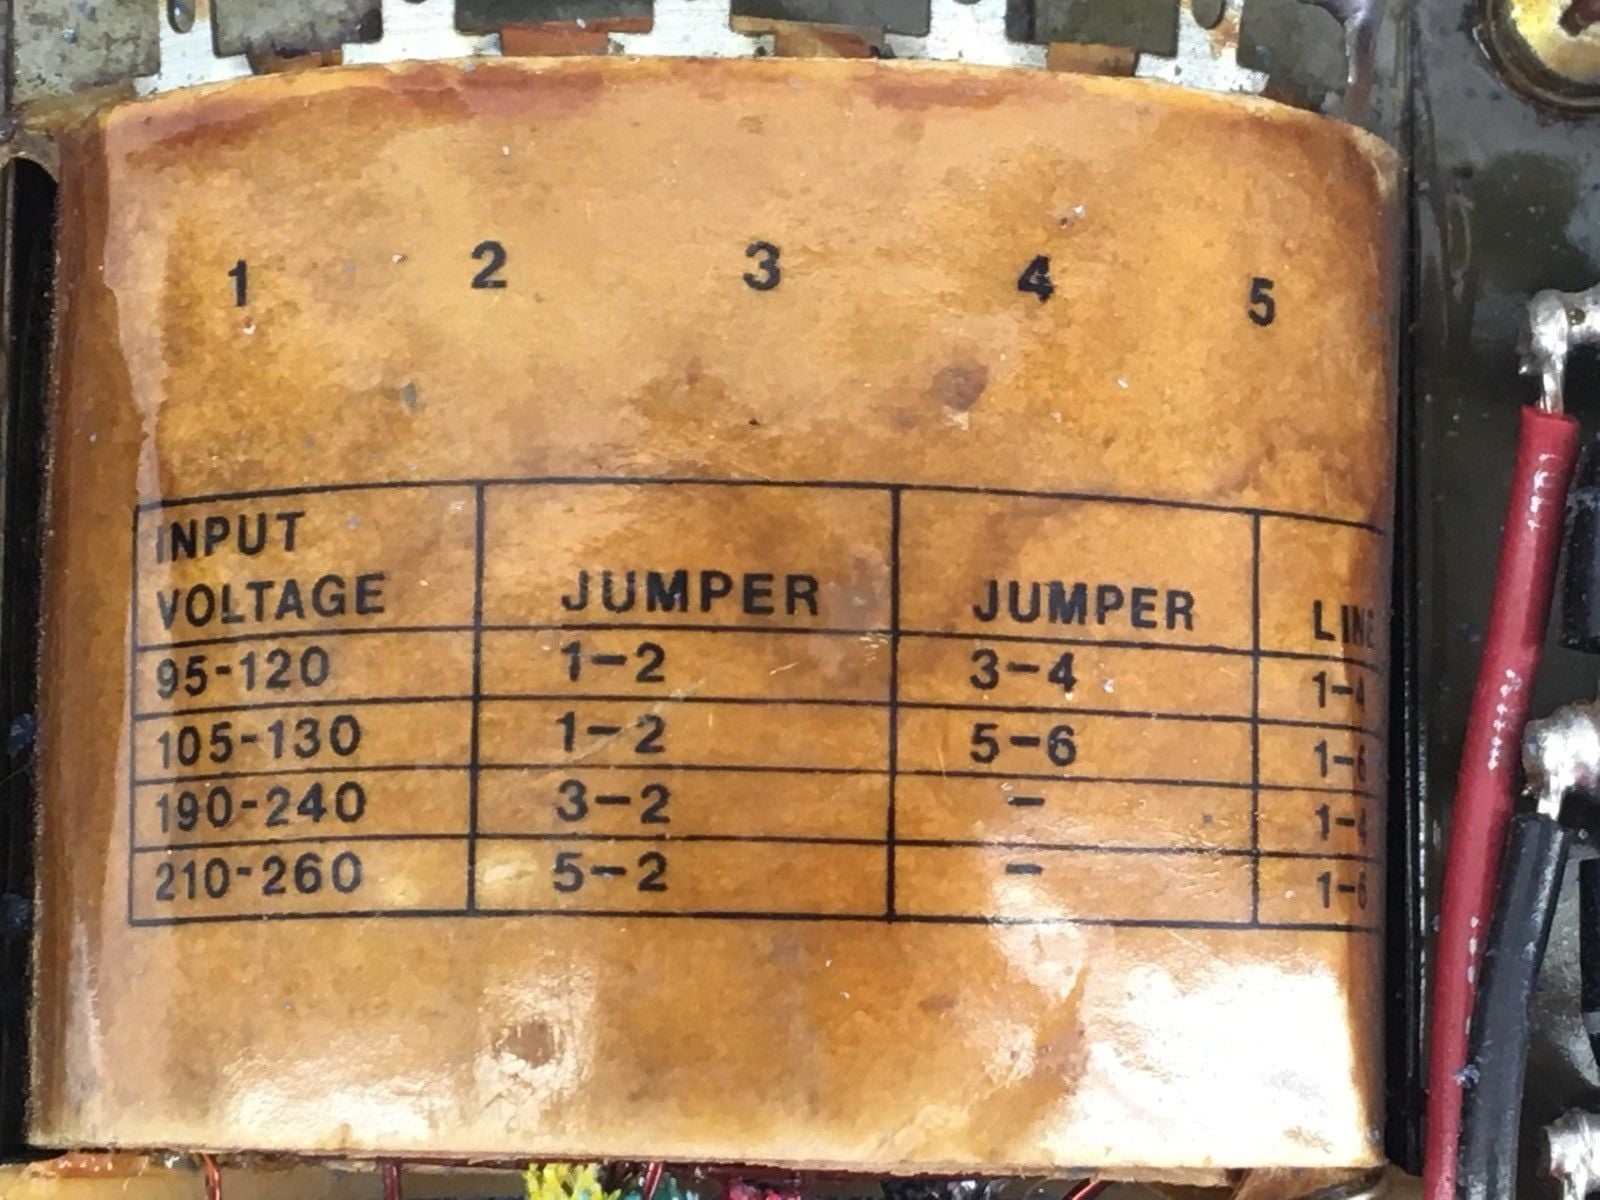 1 2 3 4 5
INPUT
VOLTAGE JUMPER JUMPER
95-120 1-2 3-4
105-130 1-2 5-6
190-240 3-2 -
210-260 5-2 -